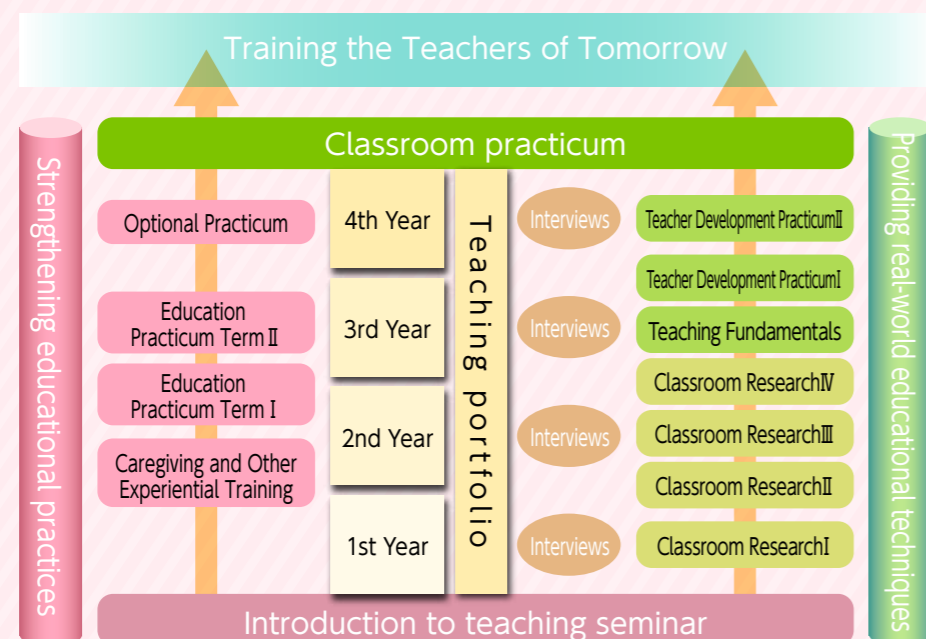 Training the Teachers of Tomorrow
Strengthening educational practices
Classroom practicum
Optional Practicum
4th Year
Interviews
Teacher Development PracticumⅡ
Teacher Development PracticumⅠ
Education
Practicum Term Ⅱ
3rd Year
Interviews
Teaching Fundamentals
Education
Practicum Term Ⅰ
Classroom ResearchⅣ
2nd Year
Interviews
Classroom ResearchⅢ
Caregiving and Other
Experiential Training
Classroom ResearchⅡ
1st Year
Interviews
Classroom ResearchⅠ
Teaching portfolio
Introduction to teaching seminar
Providing real-world educational techniques